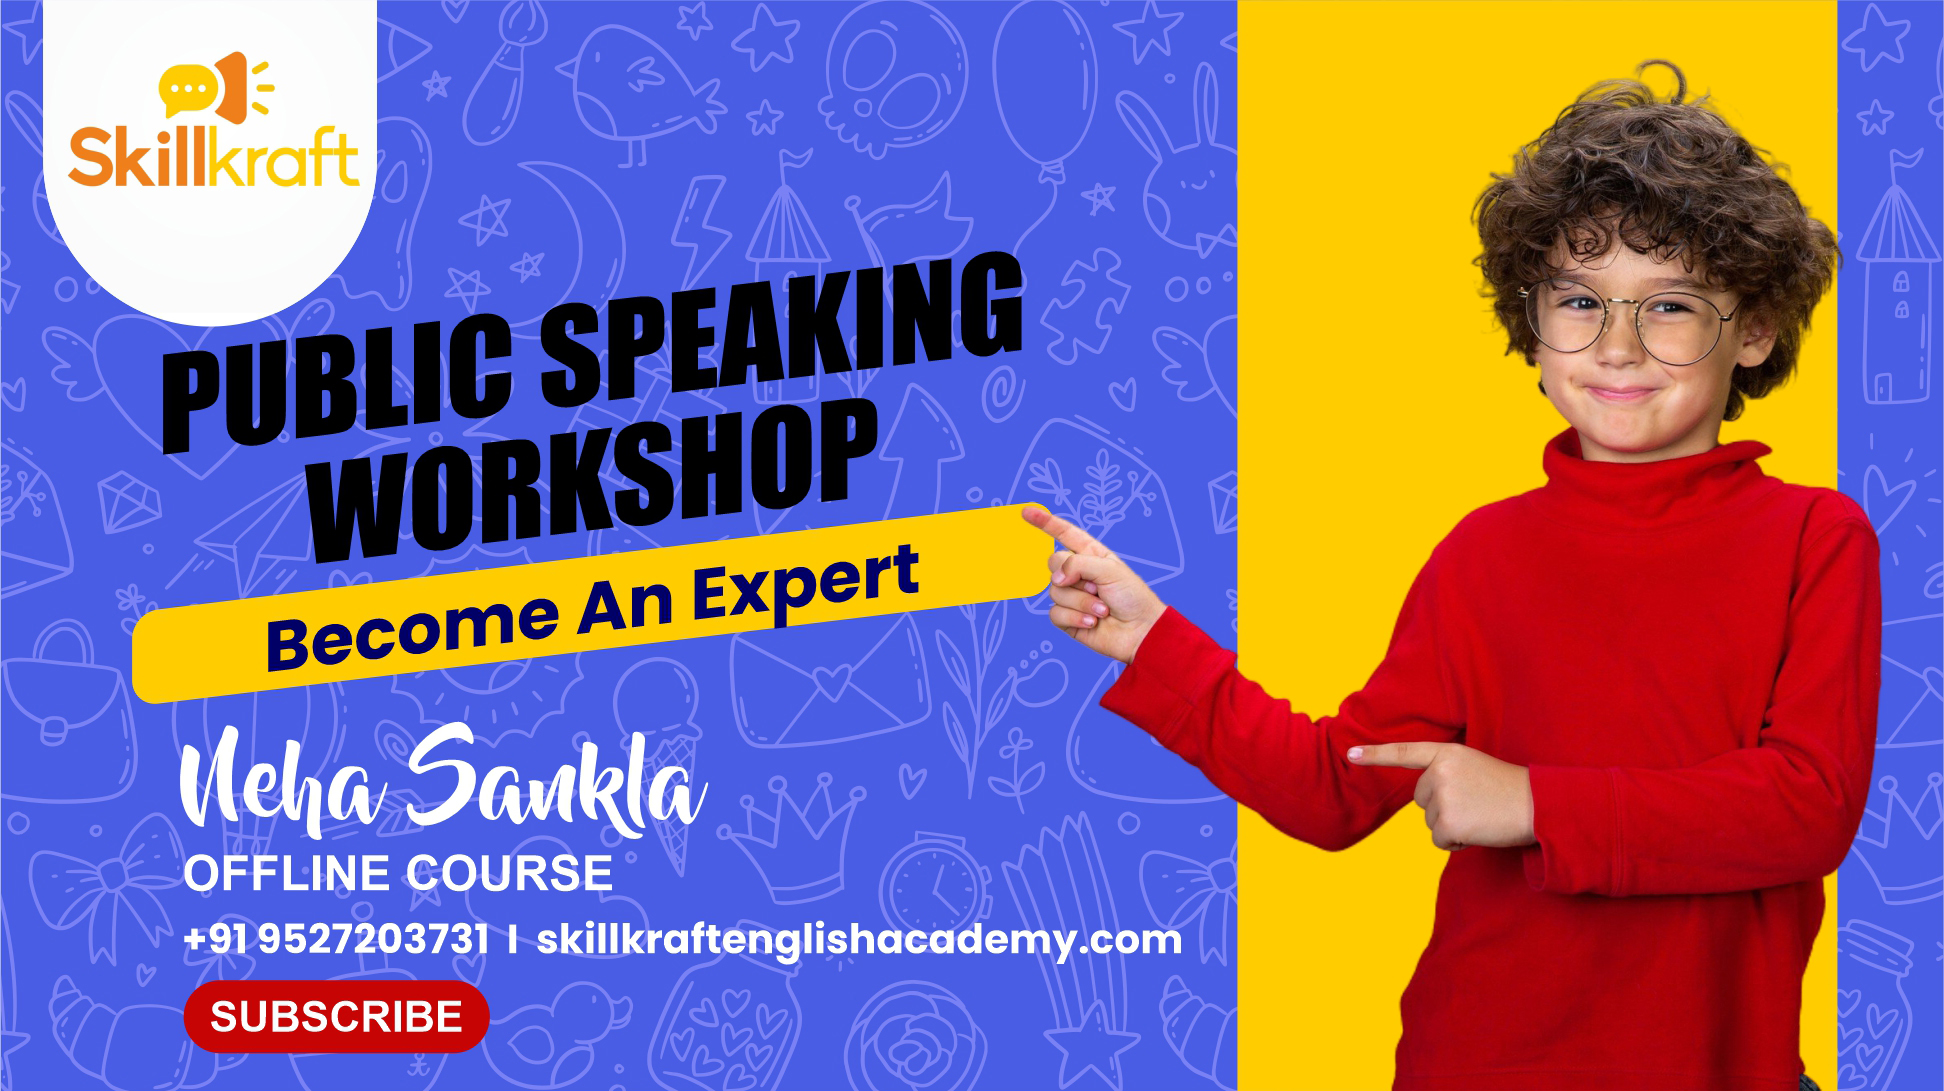 Skillkraft
PUBLIC SPEAKING
WORKSHOP
Become An Expert
Neha Sankla
OFFLINE COURSE
+91 9527203731 | skillkraftenglishacademy.com
SUBSCRIBE